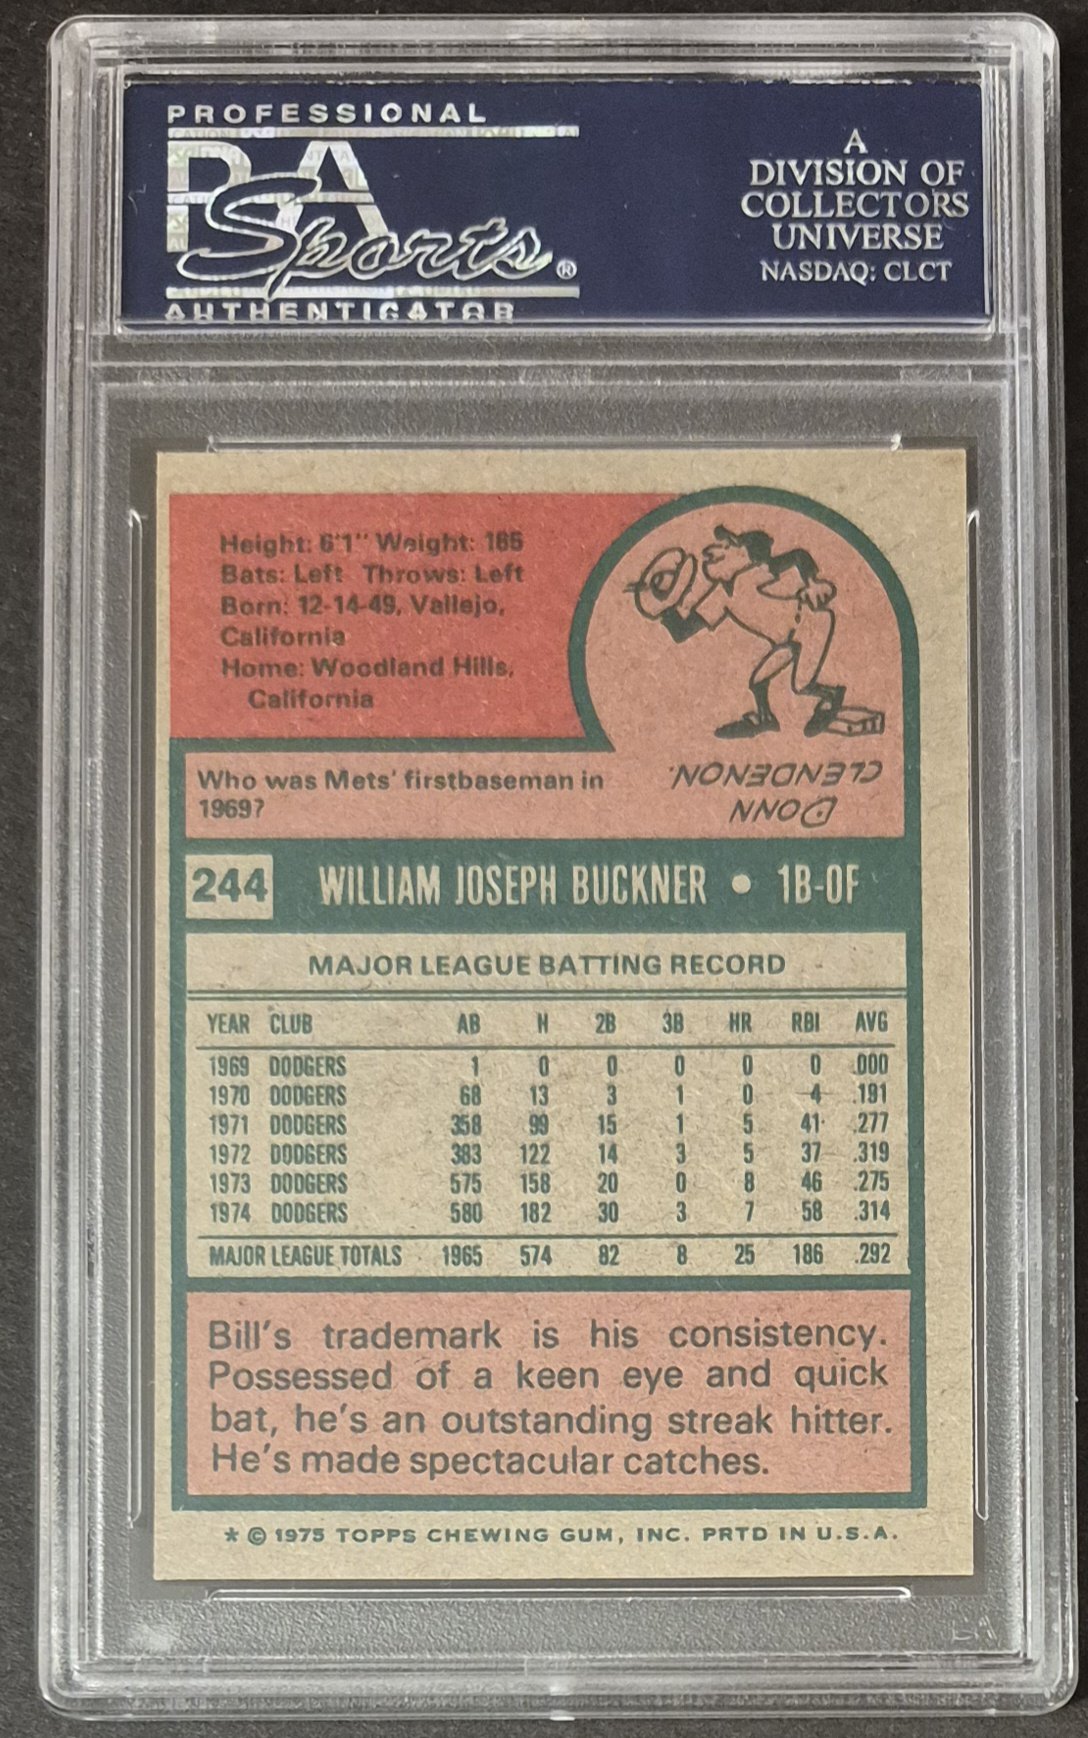 PROFESSIONAL
PSA
Sports®
AUTHENTICATOR
A
DIVISION OF
COLLECTORS
UNIVERSE
NASDAQ: CLCT
Height: 6'1" Weight: 185
Bats: Left Throws: Left
Born: 12-14-49, Vallejo,
California
Home: Woodland Hills,
California
Who was Mets' firstbaseman in
1969?
DONN
CLENDENON.
244 WILLIAM JOSEPH BUCKNER • 1B-OF
MAJOR LEAGUE BATTING RECORD
YEAR CLUB AB H 2B 3B HR RBI AVG
1969 DODGERS 1 0 0 0 0 0 .000
1970 DODGERS 68 13 3 1 0 4 .191
1971 DODGERS 358 99 15 1 5 41 .277
1972 DODGERS 383 122 14 3 5 37 .319
1973 DODGERS 575 158 20 0 8 46 .275
1974 DODGERS 580 182 30 3 7 58 .314
MAJOR LEAGUE TOTALS 1965 574 82 8 25 186 .292
Bill's trademark is his consistency.
Possessed of a keen eye and quick
bat, he's an outstanding streak hitter.
He's made spectacular catches.
* © 1975 TOPPS CHEWING GUM, INC. PRTD IN U.S.A.